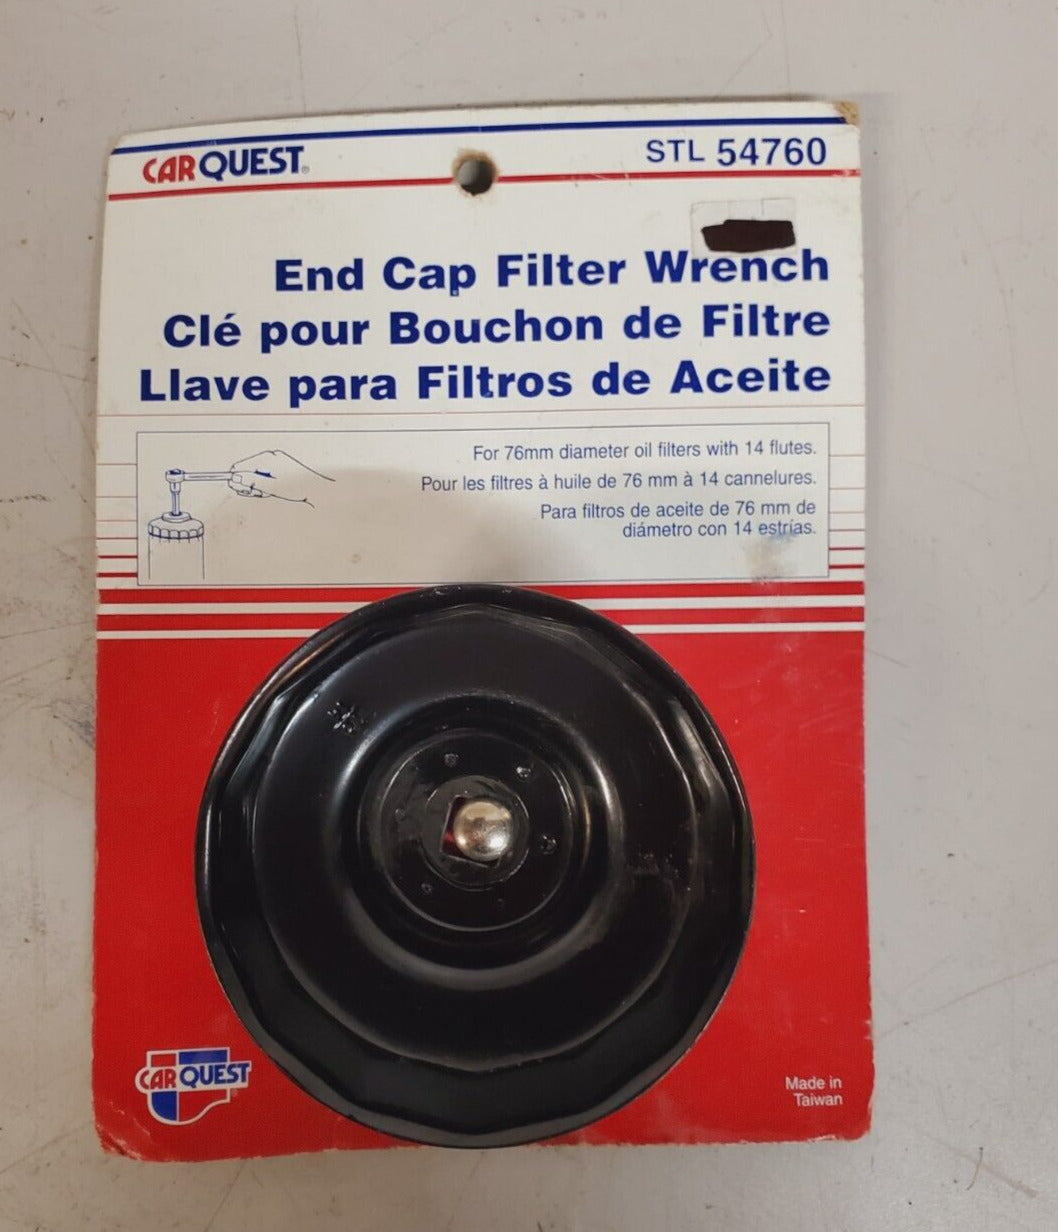 CARQUEST®
STL 54760
End Cap Filter Wrench
Clé pour Bouchon de Filtre
Llave para Filtros de Aceite
For 76mm diameter oil filters with 14 flutes.
Pour les filtres à huile de 76 mm à 14 cannelures.
Para filtros de aceite de 76 mm de
diámetro con 14 estrías.
CARQUEST®
Made in
Taiwan